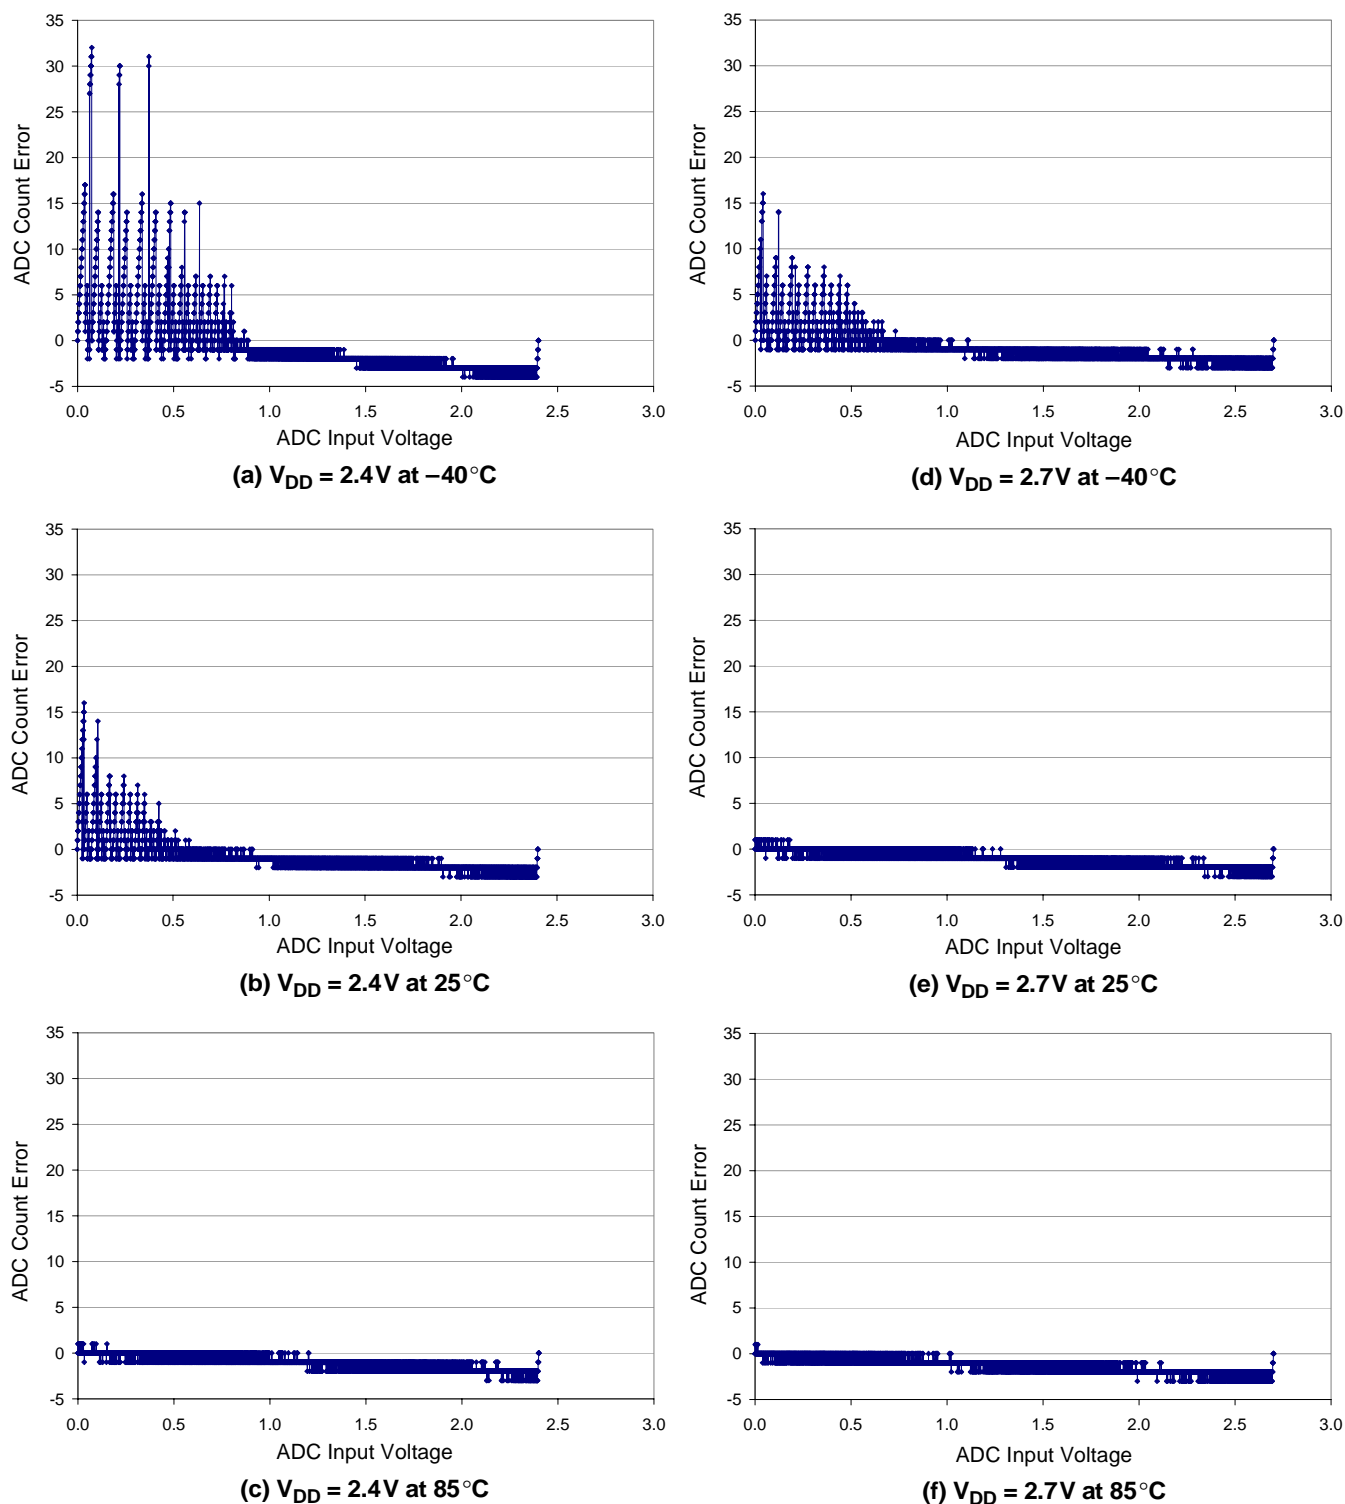 35
30
25
20
15
10
5
0
-5
ADC Count Error
0.0 0.5 1.0 1.5 2.0 2.5 3.0
ADC Input Voltage
(a) VDD = 2.4V at –40°C
35
30
25
20
15
10
5
0
-5
ADC Count Error
0.0 0.5 1.0 1.5 2.0 2.5 3.0
ADC Input Voltage
(d) VDD = 2.7V at –40°C
35
30
25
20
15
10
5
0
-5
ADC Count Error
0.0 0.5 1.0 1.5 2.0 2.5 3.0
ADC Input Voltage
(b) VDD = 2.4V at 25°C
35
30
25
20
15
10
5
0
-5
ADC Count Error
0.0 0.5 1.0 1.5 2.0 2.5 3.0
ADC Input Voltage
(e) VDD = 2.7V at 25°C
35
30
25
20
15
10
5
0
-5
ADC Count Error
0.0 0.5 1.0 1.5 2.0 2.5 3.0
ADC Input Voltage
(c) VDD = 2.4V at 85°C
35
30
25
20
15
10
5
0
-5
ADC Count Error
0.0 0.5 1.0 1.5 2.0 2.5 3.0
ADC Input Voltage
(f) VDD = 2.7V at 85°C